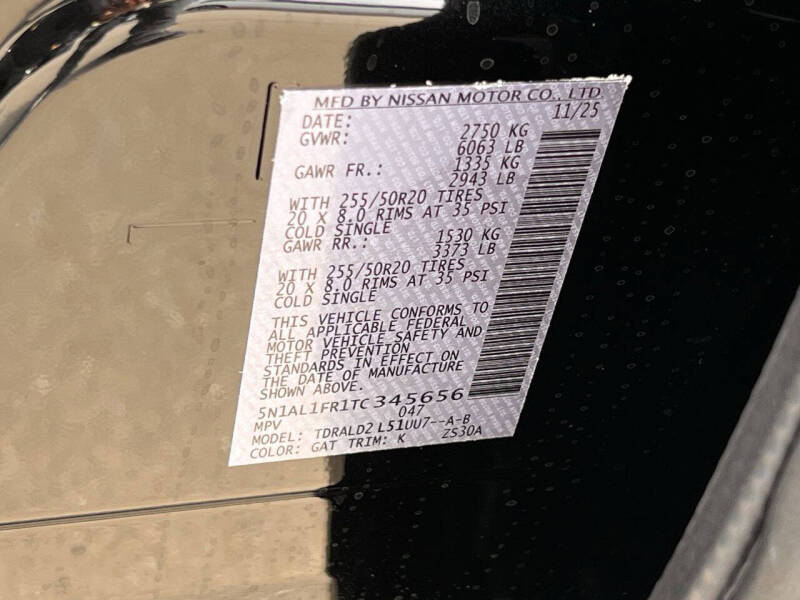 MFD BY NISSAN MOTOR CO., LTD.
DATE: 11/25
GVWR: 2750 KG
6063 LB
GAWR FR.: 1335 KG
2943 LB
WITH 255/50R20 TIRES
20 X 8.0 RIMS AT 35 PSI
COLD SINGLE
GAWR RR.: 1530 KG
3373 LB
WITH 255/50R20 TIRES
20 X 8.0 RIMS AT 35 PSI
COLD SINGLE
THIS VEHICLE CONFORMS TO
ALL APPLICABLE FEDERAL
MOTOR VEHICLE SAFETY AND
THEFT PREVENTION
STANDARDS IN EFFECT ON
THE DATE OF MANUFACTURE
SHOWN ABOVE.
5N1AL1FR1TC345656
MPV 047
MODEL: TDRALD2 L51UU7--A-B
COLOR: GAT TRIM: K ZS30A